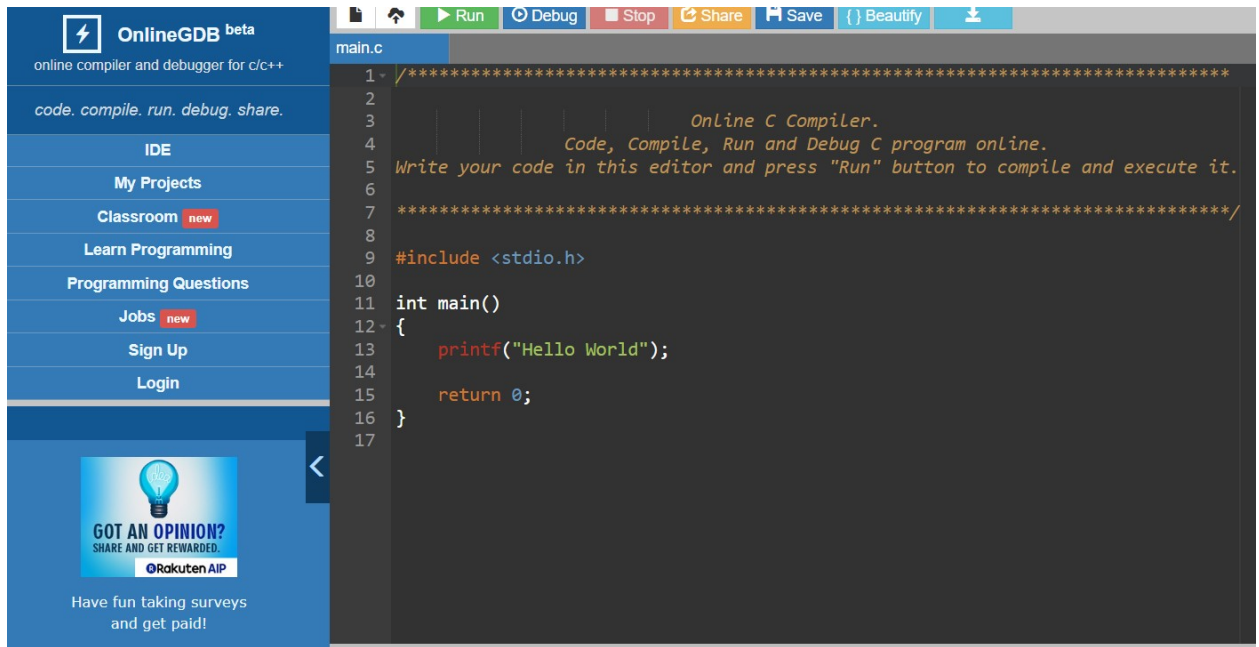 OnlineGDB beta
online compiler and debugger for c/c++
code. compile. run. debug. share.
IDE
My Projects
Classroom new
Learn Programming
Programming Questions
Jobs new
Sign Up
Login
GOT AN OPINION?
SHARE AND GET REWARDED.
Rakuten AIP
Have fun taking surveys
and get paid!
Run Debug Stop Share Save { } Beautify
main.c
1 /******************************************************************************
2
3 Online C Compiler.
4 Code, Compile, Run and Debug C program online.
5 Write your code in this editor and press "Run" button to compile and execute it.
6
7 *******************************************************************************/
8
9 #include <stdio.h>
10
11 int main()
12 {
13     printf("Hello World");
14
15     return 0;
16 }
17